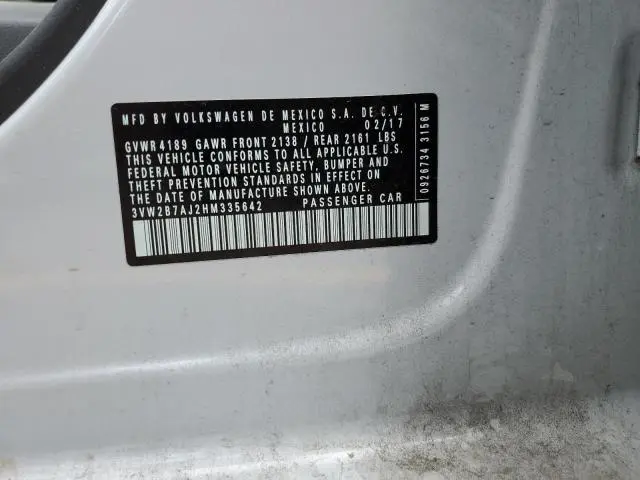 MFD BY VOLKSWAGEN DE MEXICO S.A. DE C.V.
MEXICO 02/17
GVWR 4189 GAWR FRONT 2138 / REAR 2161 LBS
THIS VEHICLE CONFORMS TO ALL APPLICABLE U.S.
FEDERAL MOTOR VEHICLE SAFETY, BUMPER AND
THEFT PREVENTION STANDARDS IN EFFECT ON
THE DATE OF MANUFACTURE SHOWN ABOVE.
3VW2B7AJ2HM335642 PASSENGER CAR
0926734 3156 M